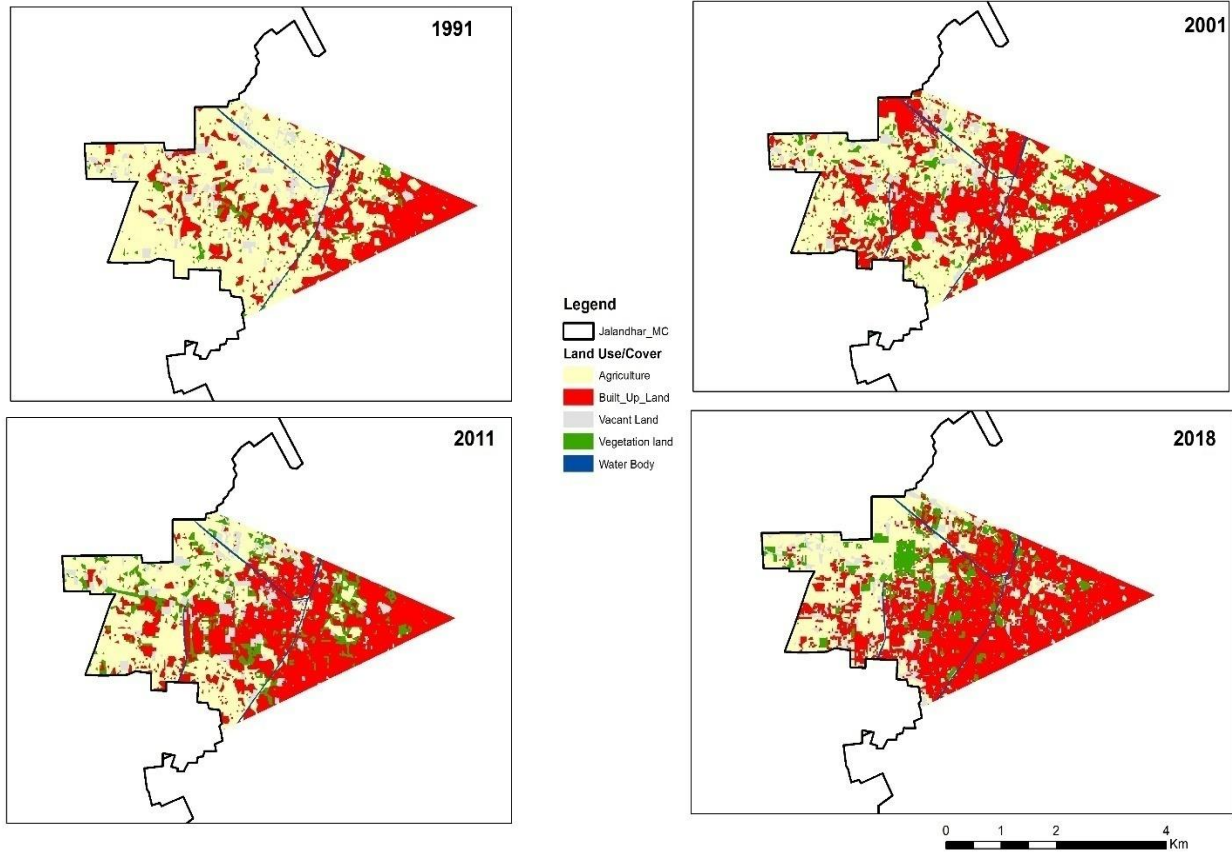 1991
2001
Legend
Jalandhar_MC
Land Use/Cover
Agriculture
Built_Up_Land
Vacant Land
Vegetation land
Water Body
2011
2018
0 1 2 4
Km